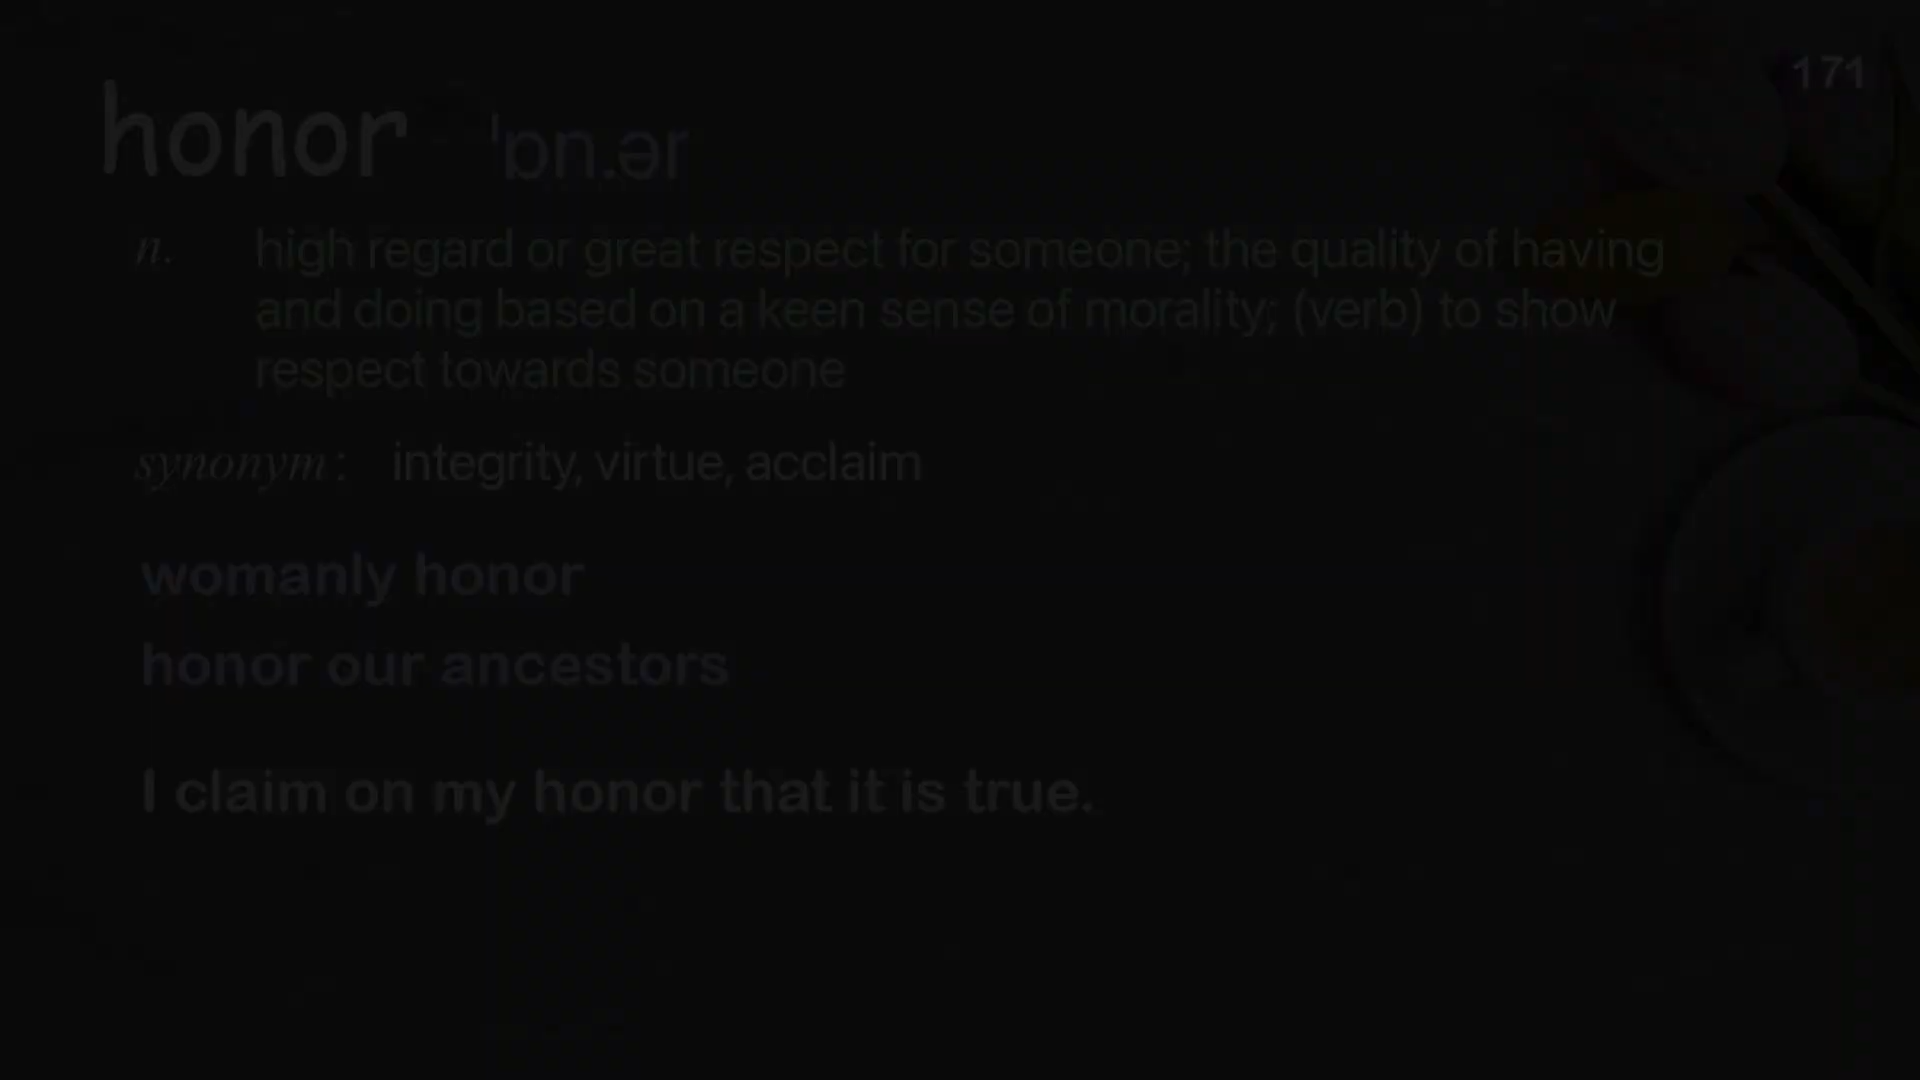 171
honor ˈɒn.ər
n. high regard or great respect for someone; the quality of having
and doing based on a keen sense of morality; (verb) to show
respect towards someone
synonym: integrity, virtue, acclaim
womanly honor
honor our ancestors
I claim on my honor that it is true.